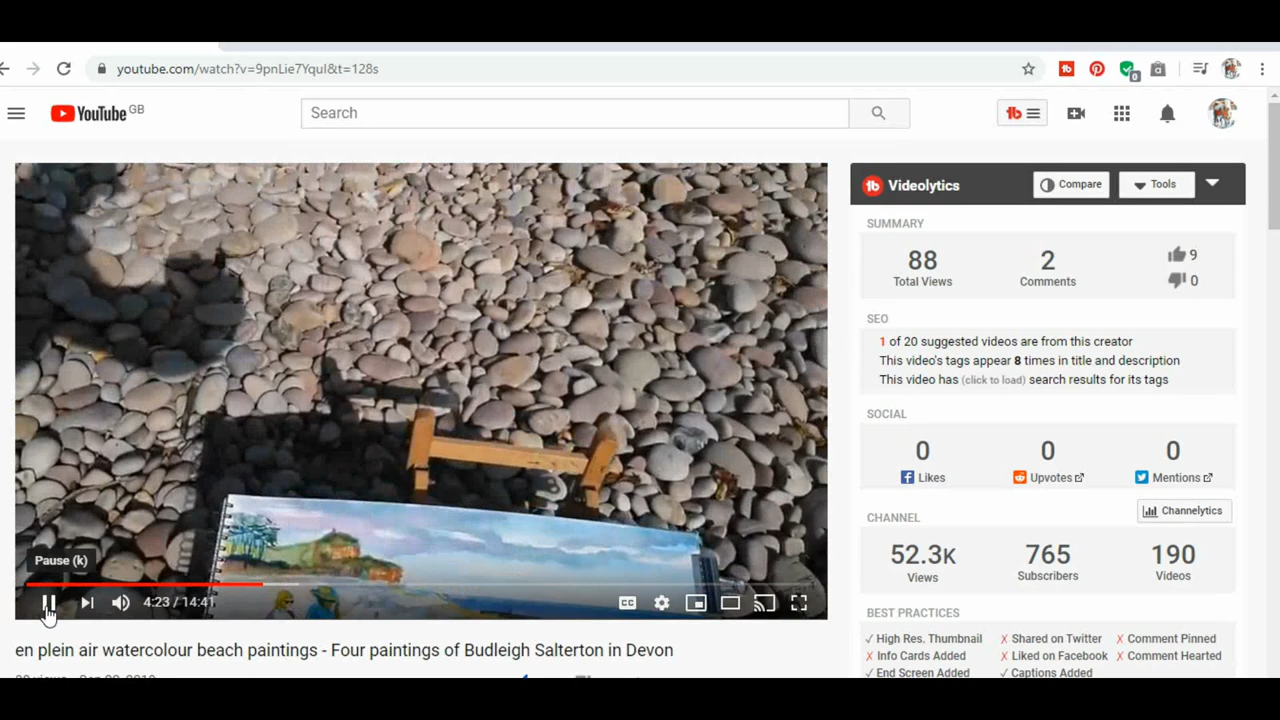 youtube.com/watch?v=9pnLie7YquI&t=128s
0
YouTube GB
Search
Videolytics
Compare
Tools
SUMMARY
88
2
9
Total Views
Comments
0
SEO
1 of 20 suggested videos are from this creator
This video's tags appear 8 times in title and description
This video has (click to load) search results for its tags
SOCIAL
0
0
0
Likes
Upvotes
Mentions
CHANNEL
Channelytics
52.3K
765
190
Views
Subscribers
Videos
BEST PRACTICES
✓ High Res. Thumbnail
✗ Shared on Twitter
✗ Comment Pinned
✗ Info Cards Added
✗ Liked on Facebook
✗ Comment Hearted
✓ End Screen Added
✓ Captions Added
Pause (k)
4:23 / 14:41
CC
en plein air watercolour beach paintings - Four paintings of Budleigh Salterton in Devon